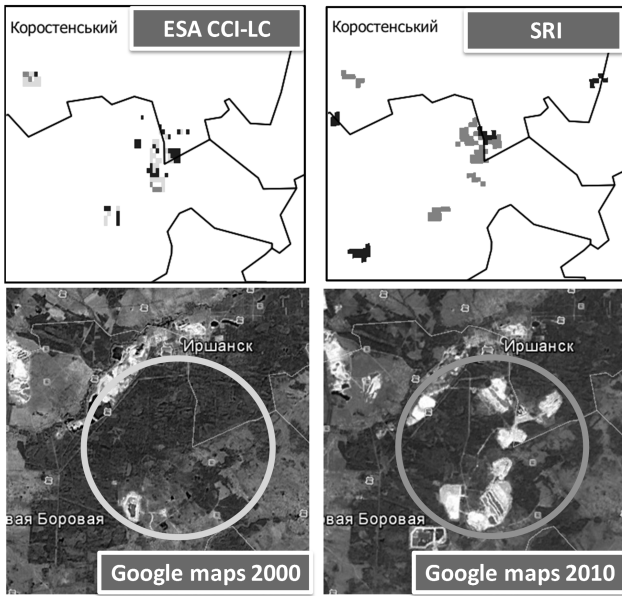 Коростенський
ESA CCI-LC
Коростенський
SRI
Иршанск
вая Боровая
Google maps 2000
Иршанск
вая Боровая
Google maps 2010